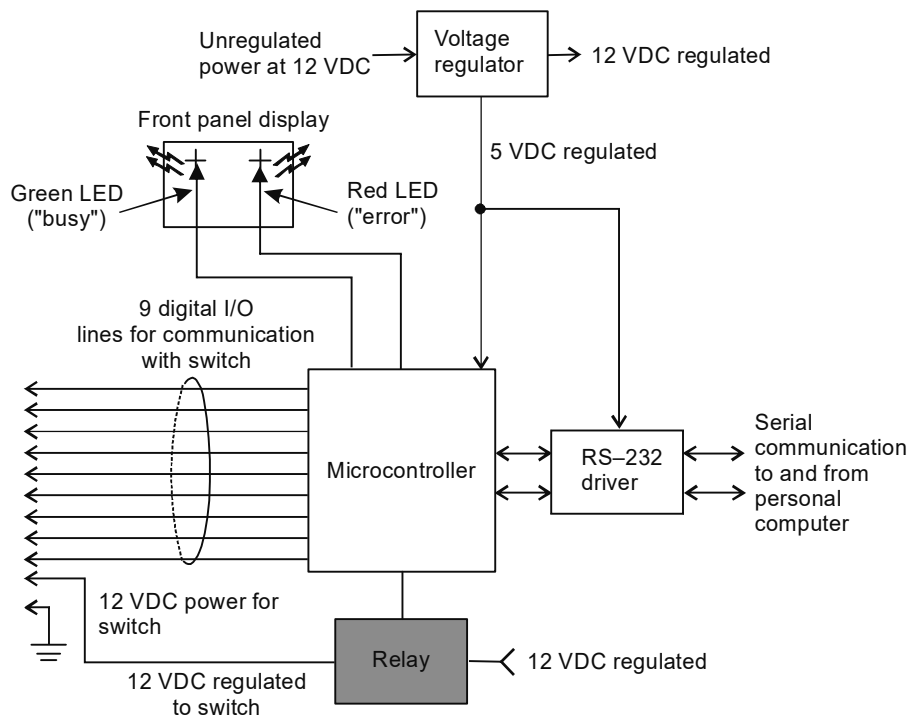 Unregulated
power at 12 VDC
Voltage
regulator
12 VDC regulated
Front panel display
5 VDC regulated
Green LED
("busy")
Red LED
("error")
9 digital I/O
lines for communication
with switch
Microcontroller
RS–232
driver
Serial
communication
to and from
personal
computer
12 VDC power for
switch
Relay
12 VDC regulated
12 VDC regulated
to switch